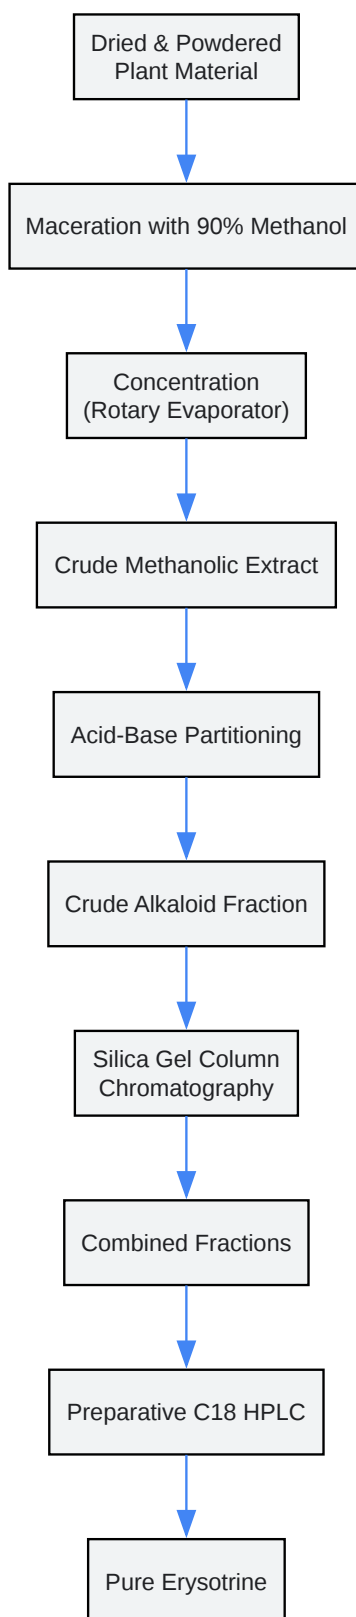 Dried & Powdered
Plant Material
Maceration with 90% Methanol
Concentration
(Rotary Evaporator)
Crude Methanolic Extract
Acid-Base Partitioning
Crude Alkaloid Fraction
Silica Gel Column
Chromatography
Combined Fractions
Preparative C18 HPLC
Pure Erysotrine